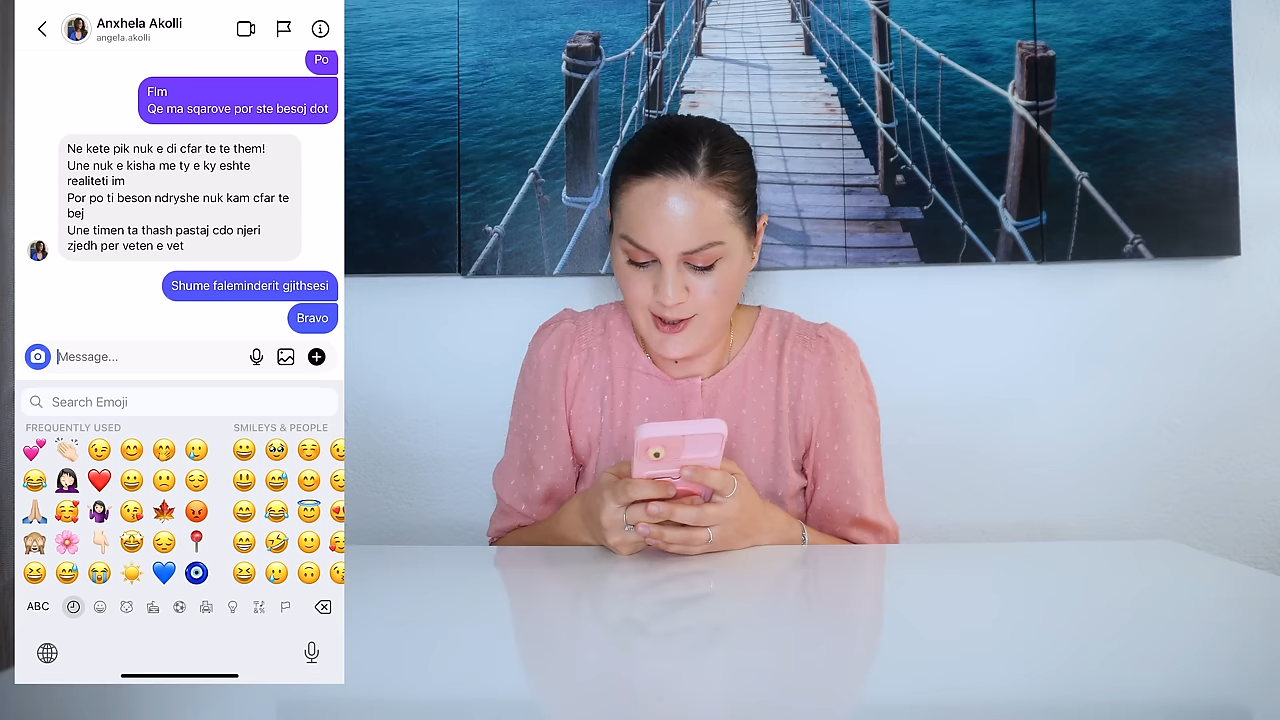 Anxhela Akolli
angela.akolli
Po
Flm
Qe ma sqarove por ste besoj dot
Ne kete pik nuk e di cfar te te them!
Une nuk e kisha me ty e ky eshte
realiteti im
Por po ti beson ndryshe nuk kam cfar te
bej
Une timen ta thash pastaj cdo njeri
zjedh per veten e vet
Shume faleminderit gjithsesi
Bravo
Message...
Search Emoji
FREQUENTLY USED
SMILEYS & PEOPLE
ABC